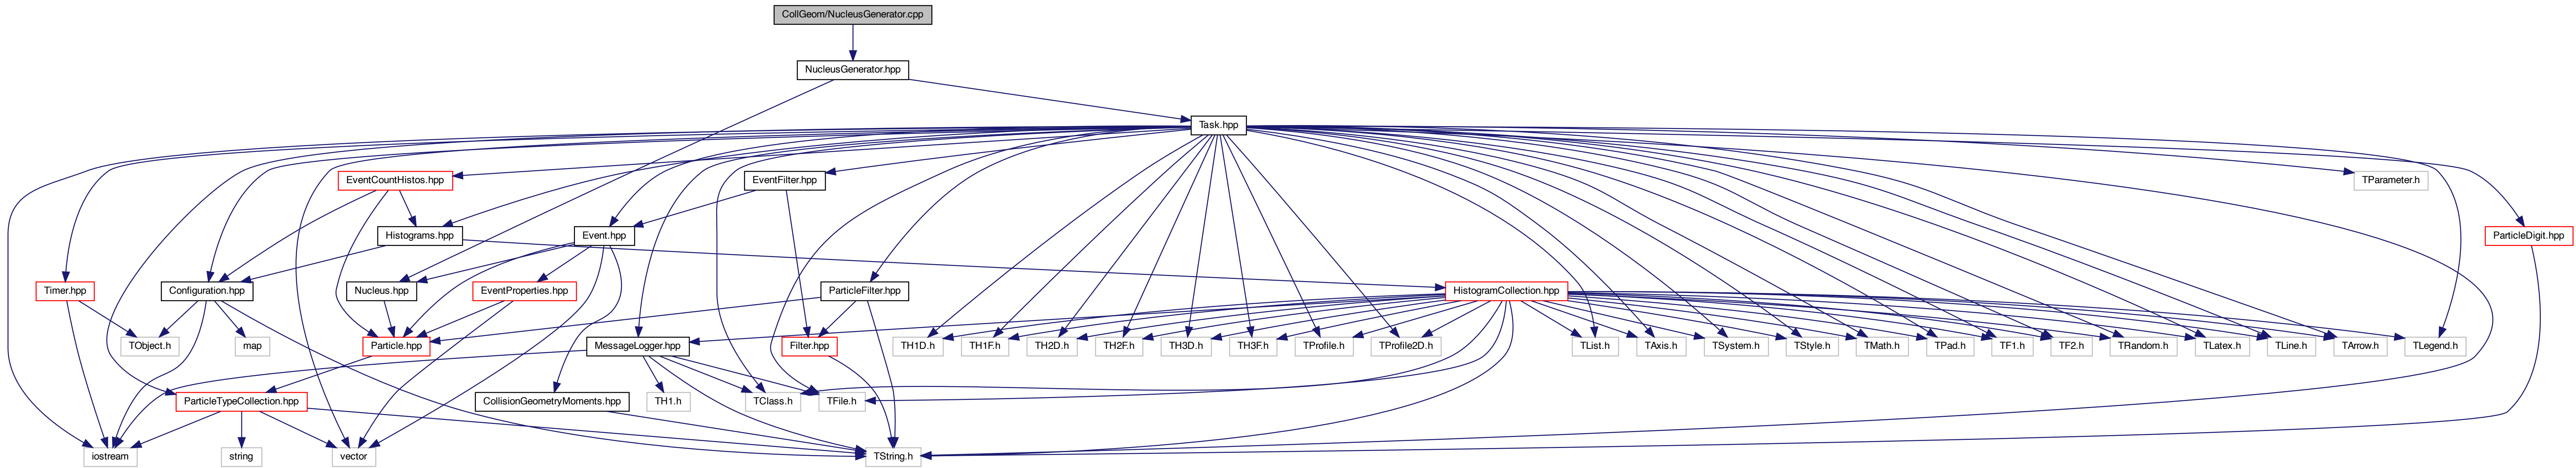 CollGeom/NucleusGenerator.cpp
NucleusGenerator.hpp
Task.hpp
EventCountHistos.hpp
EventFilter.hpp
TParameter.h
Histograms.hpp
Event.hpp
ParticleDigit.hpp
Timer.hpp
Configuration.hpp
Nucleus.hpp
EventProperties.hpp
ParticleFilter.hpp
HistogramCollection.hpp
TObject.h
map
Particle.hpp
MessageLogger.hpp
Filter.hpp
TH1D.h
TH1F.h
TH2D.h
TH2F.h
TH3D.h
TH3F.h
TProfile.h
TProfile2D.h
TList.h
TAxis.h
TSystem.h
TStyle.h
TMath.h
TPad.h
TF1.h
TF2.h
TRandom.h
TLatex.h
TLine.h
TArrow.h
TLegend.h
ParticleTypeCollection.hpp
CollisionGeometryMoments.hpp
TH1.h
TClass.h
TFile.h
iostream
string
vector
TString.h